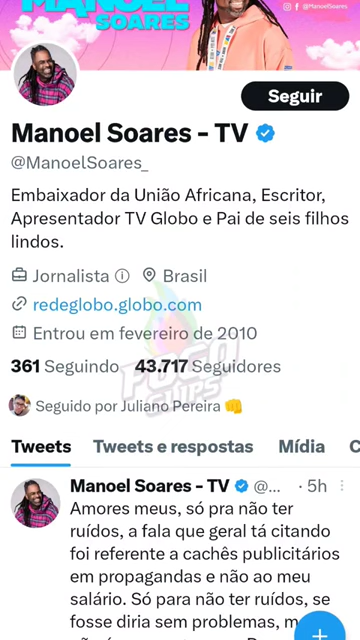 MANOEL
SOARES
@ManoelSoares
Seguir
Manoel Soares - TV
@ManoelSoares_
Embaixador da União Africana, Escritor,
Apresentador TV Globo e Pai de seis filhos
lindos.
Jornalista
Brasil
redeglobo.globo.com
Entrou em fevereiro de 2010
361 Seguindo 43.717 Seguidores
FOGO
CLIPS
Seguido por Juliano Pereira 👊
Tweets Tweets e respostas Mídia C
Manoel Soares - TV @... · 5h
Amores meus, só pra não ter
ruídos, a fala que geral tá citando
foi referente a cachês publicitários
em propagandas e não ao meu
salário. Só para não ter ruídos, se
fosse diria sem problemas, m